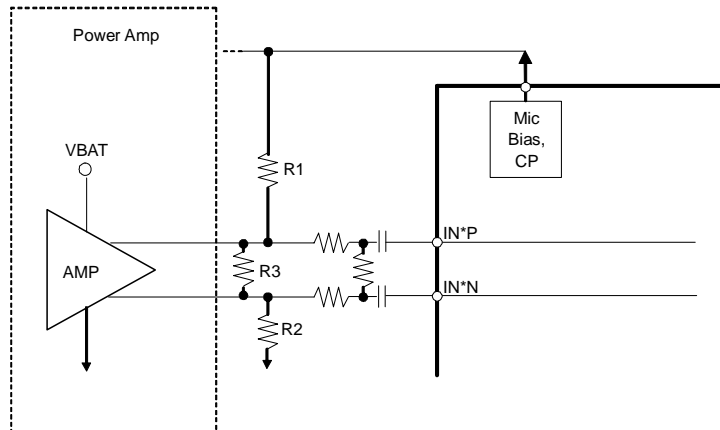 Power Amp
Mic
Bias,
CP
VBAT
R1
IN*P
AMP
R3
IN*N
R2